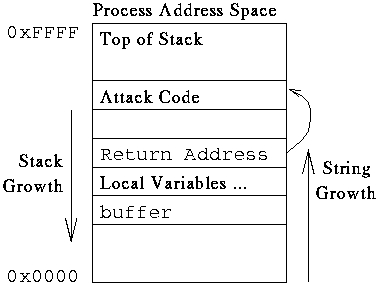 Process Address Space
0xFFFF
Top of Stack
Attack Code
Return Address
Stack
Growth
Local Variables ...
String
Growth
buffer
0x0000